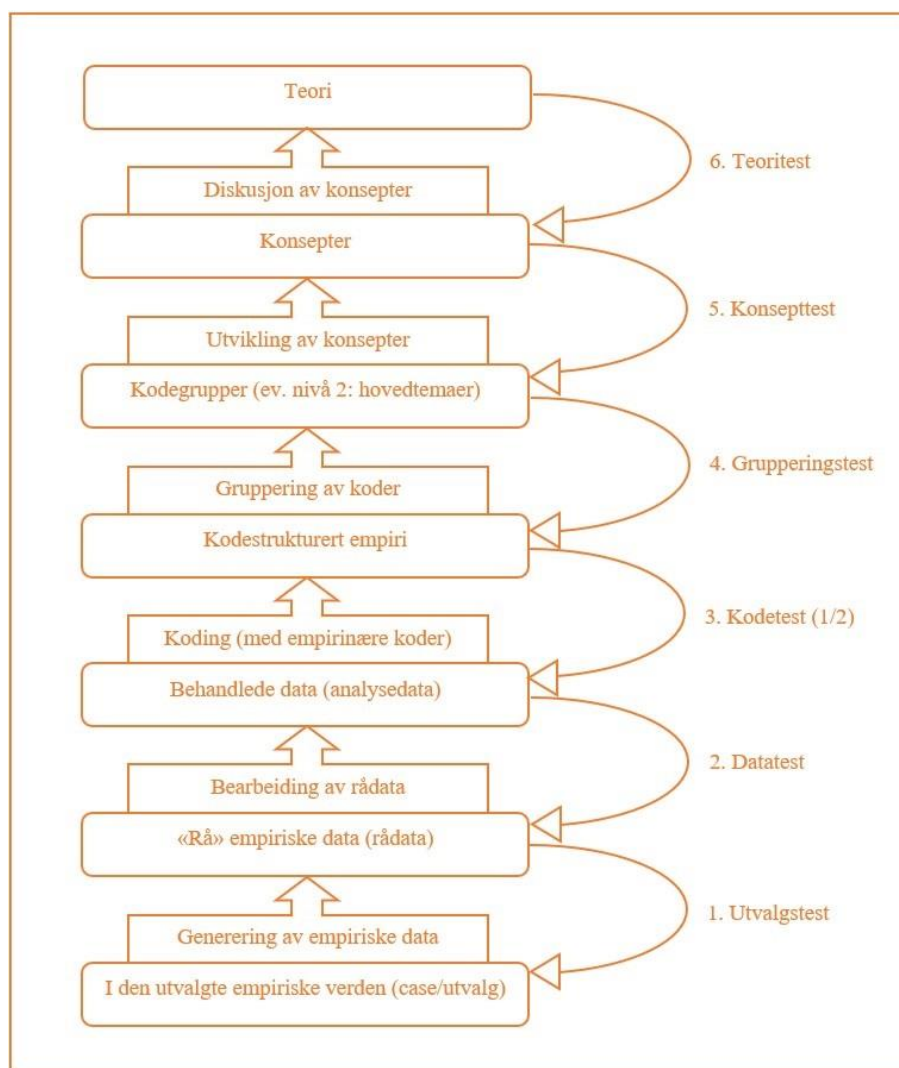 Teori
6. Teoritest
Diskusjon av konsepter
Konsepter
5. Konsepttest
Utvikling av konsepter
Kodegrupper (ev. nivå 2: hovedtemaer)
4. Grupperingstest
Gruppering av koder
Kodestrukturert empiri
3. Kodetest (1/2)
Koding (med empirinære koder)
Behandlede data (analysedata)
2. Datatest
Bearbeiding av rådata
«Rå» empiriske data (rådata)
1. Utvalgstest
Generering av empiriske data
I den utvalgte empiriske verden (case/utvalg)